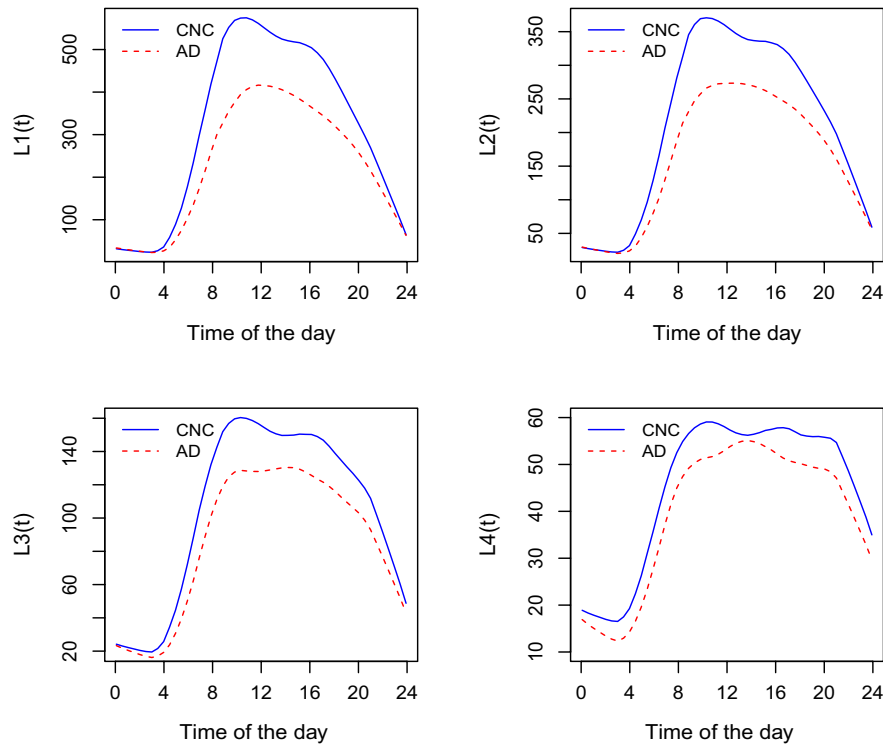 L1(t)
500
300
100
CNC
AD
0 4 8 12 16 20 24
Time of the day
L2(t)
350
250
150
50
CNC
AD
0 4 8 12 16 20 24
Time of the day
L3(t)
140
100
60
20
CNC
AD
0 4 8 12 16 20 24
Time of the day
L4(t)
60
50
40
30
20
10
CNC
AD
0 4 8 12 16 20 24
Time of the day